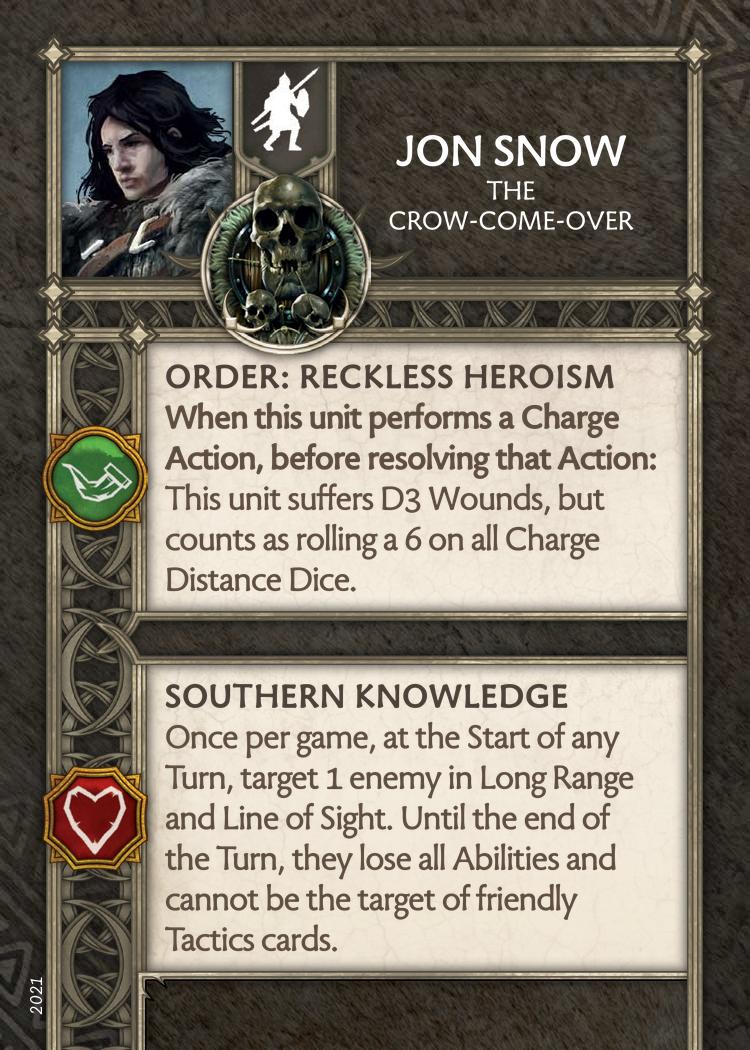 JON SNOW
THE
CROW-COME-OVER
ORDER: RECKLESS HEROISM
When this unit performs a Charge
Action, before resolving that Action:
This unit suffers D3 Wounds, but
counts as rolling a 6 on all Charge
Distance Dice.
SOUTHERN KNOWLEDGE
Once per game, at the Start of any
Turn, target 1 enemy in Long Range
and Line of Sight. Until the end of
the Turn, they lose all Abilities and
cannot be the target of friendly
Tactics cards.
2021